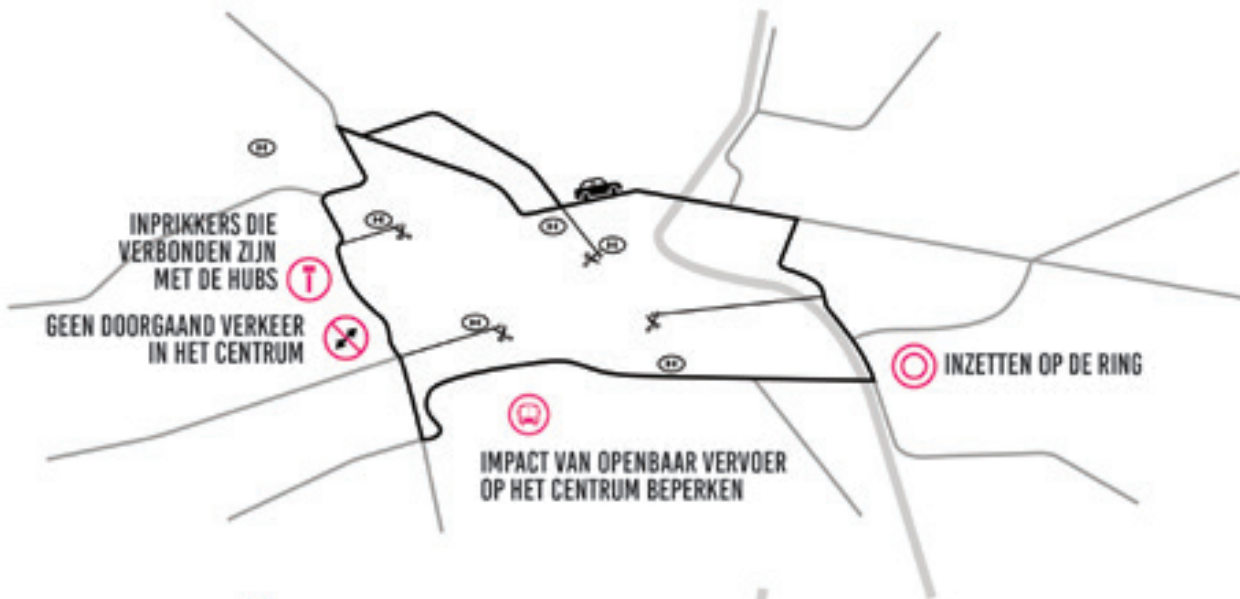 INPRIKKERS DIE
VERBONDEN ZIJN
MET DE HUBS
GEEN DOORGAAND VERKEER
IN HET CENTRUM
INZETTEN OP DE RING
IMPACT VAN OPENBAAR VERVOER
OP HET CENTRUM BEPERKEN
H
H
H
H
H
H